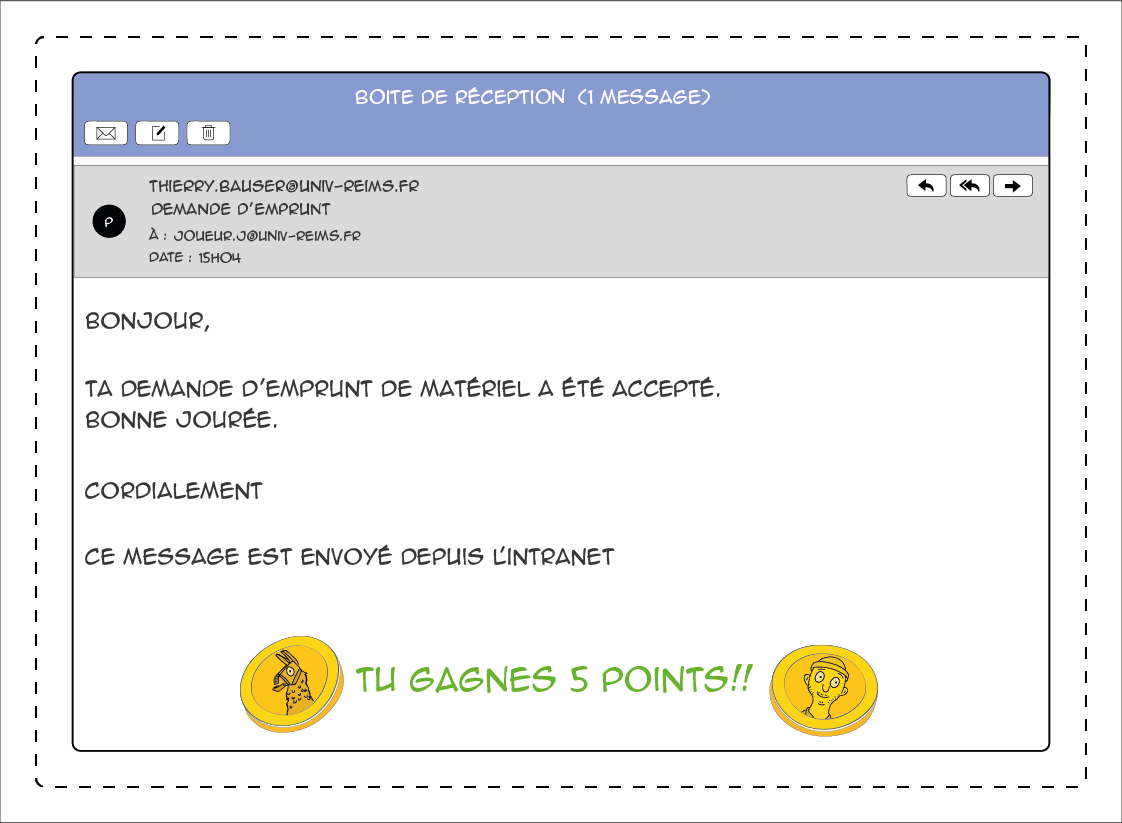 BOITE DE RÉCEPTION (1 MESSAGE)
THIERRY.BAUSER@UNIV-REIMS.FR
DEMANDE D'EMPRUNT
P
À : JOUEUR.J@UNIV-REIMS.FR
DATE : 15H04
BONJOUR,
TA DEMANDE D'EMPRUNT DE MATÉRIEL A ÉTÉ ACCEPTÉ.
BONNE JOURÉE.
CORDIALEMENT
CE MESSAGE EST ENVOYÉ DEPUIS L'INTRANET
TU GAGNES 5 POINTS!!